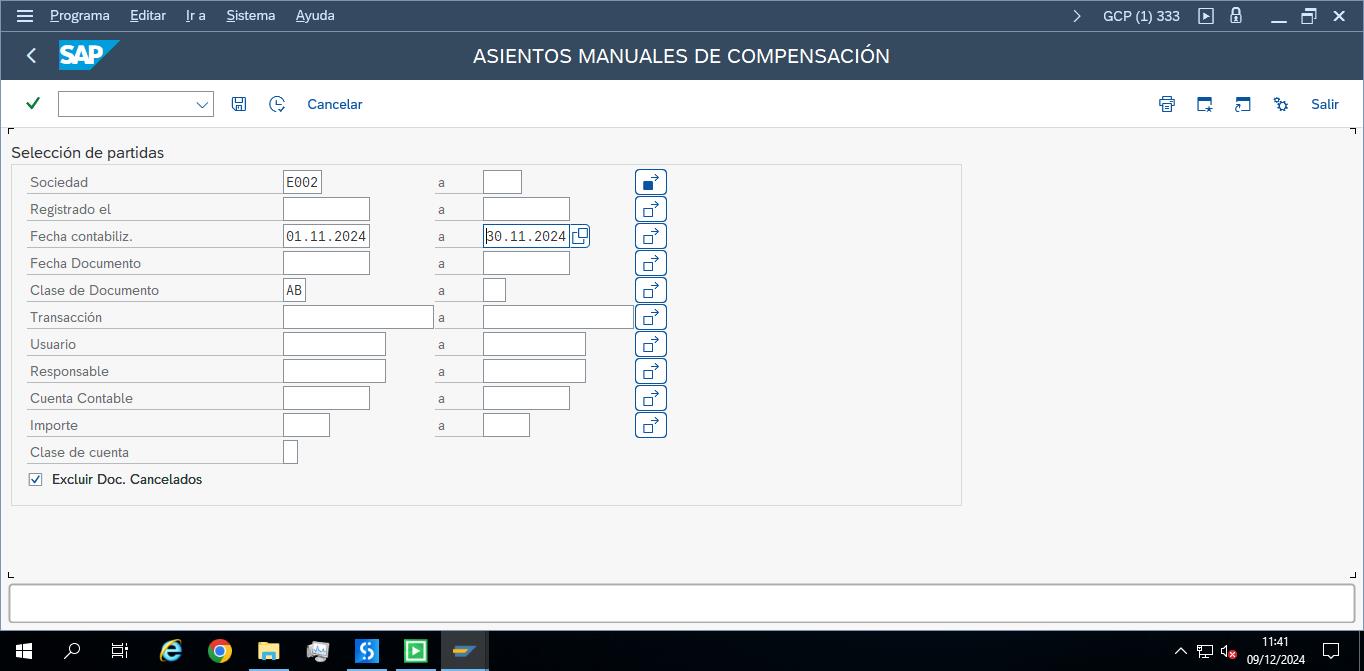 Programa Editar Ir a Sistema Ayuda GCP (1) 333
SAP ASIENTOS MANUALES DE COMPENSACIÓN
Cancelar Salir
Selección de partidas
Sociedad E002 a
Registrado el a
Fecha contabiliz. 01.11.2024 a 30.11.2024
Fecha Documento a
Clase de Documento AB a
Transacción a
Usuario a
Responsable a
Cuenta Contable a
Importe a
Clase de cuenta
Excluir Doc. Cancelados
11:41
09/12/2024